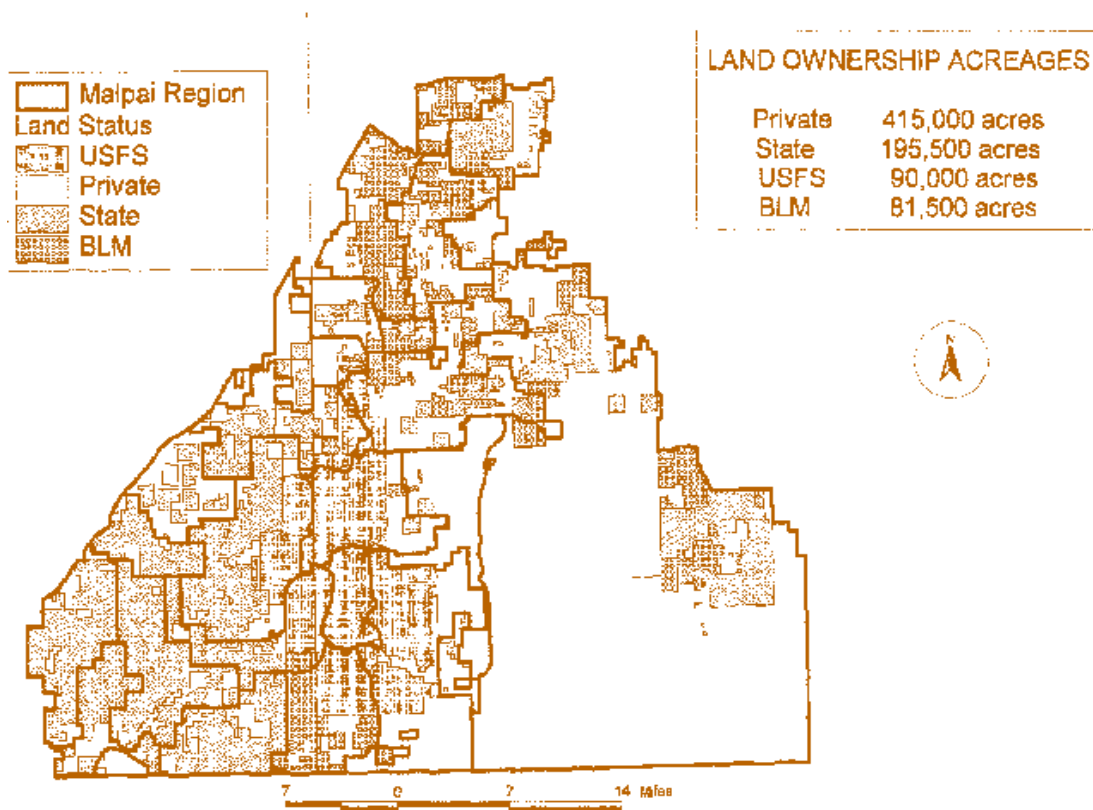 Malpai Region
Land Status
USFS
Private
State
BLM
LAND OWNERSHIP ACREAGES
Private 415,000 acres
State 195,500 acres
USFS 90,000 acres
BLM 81,500 acres
N
7 0 7 14 Miles